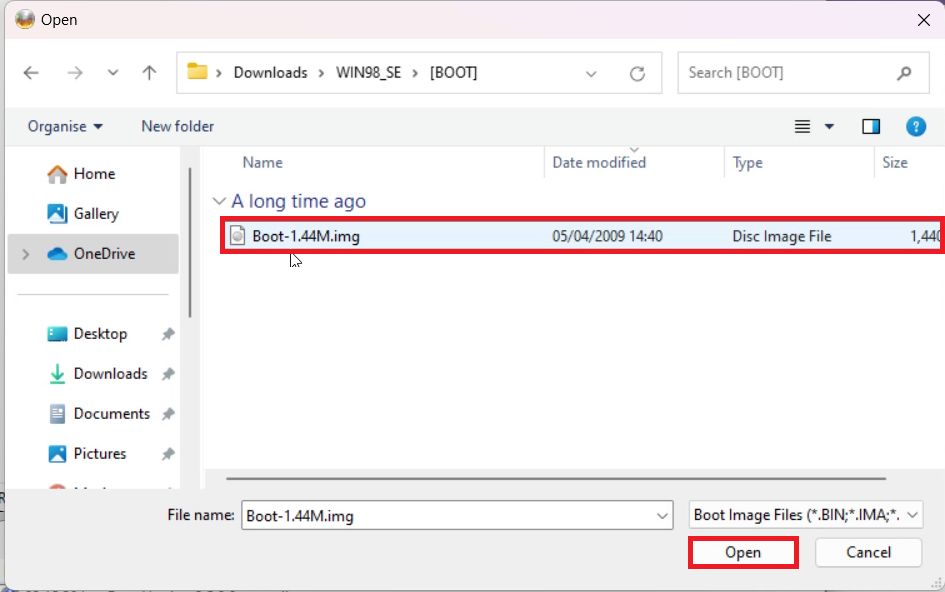 Open
Downloads > WIN98_SE > [BOOT]
Search [BOOT]
Organise
New folder
?
Name
Date modified
Type
Size
Home
Gallery
OneDrive
Desktop
Downloads
Documents
Pictures
A long time ago
Boot-1.44M.img 05/04/2009 14:40 Disc Image File 1,440
File name: Boot-1.44M.img
Boot Image Files (*.BIN;*.IMA;*.
Open
Cancel